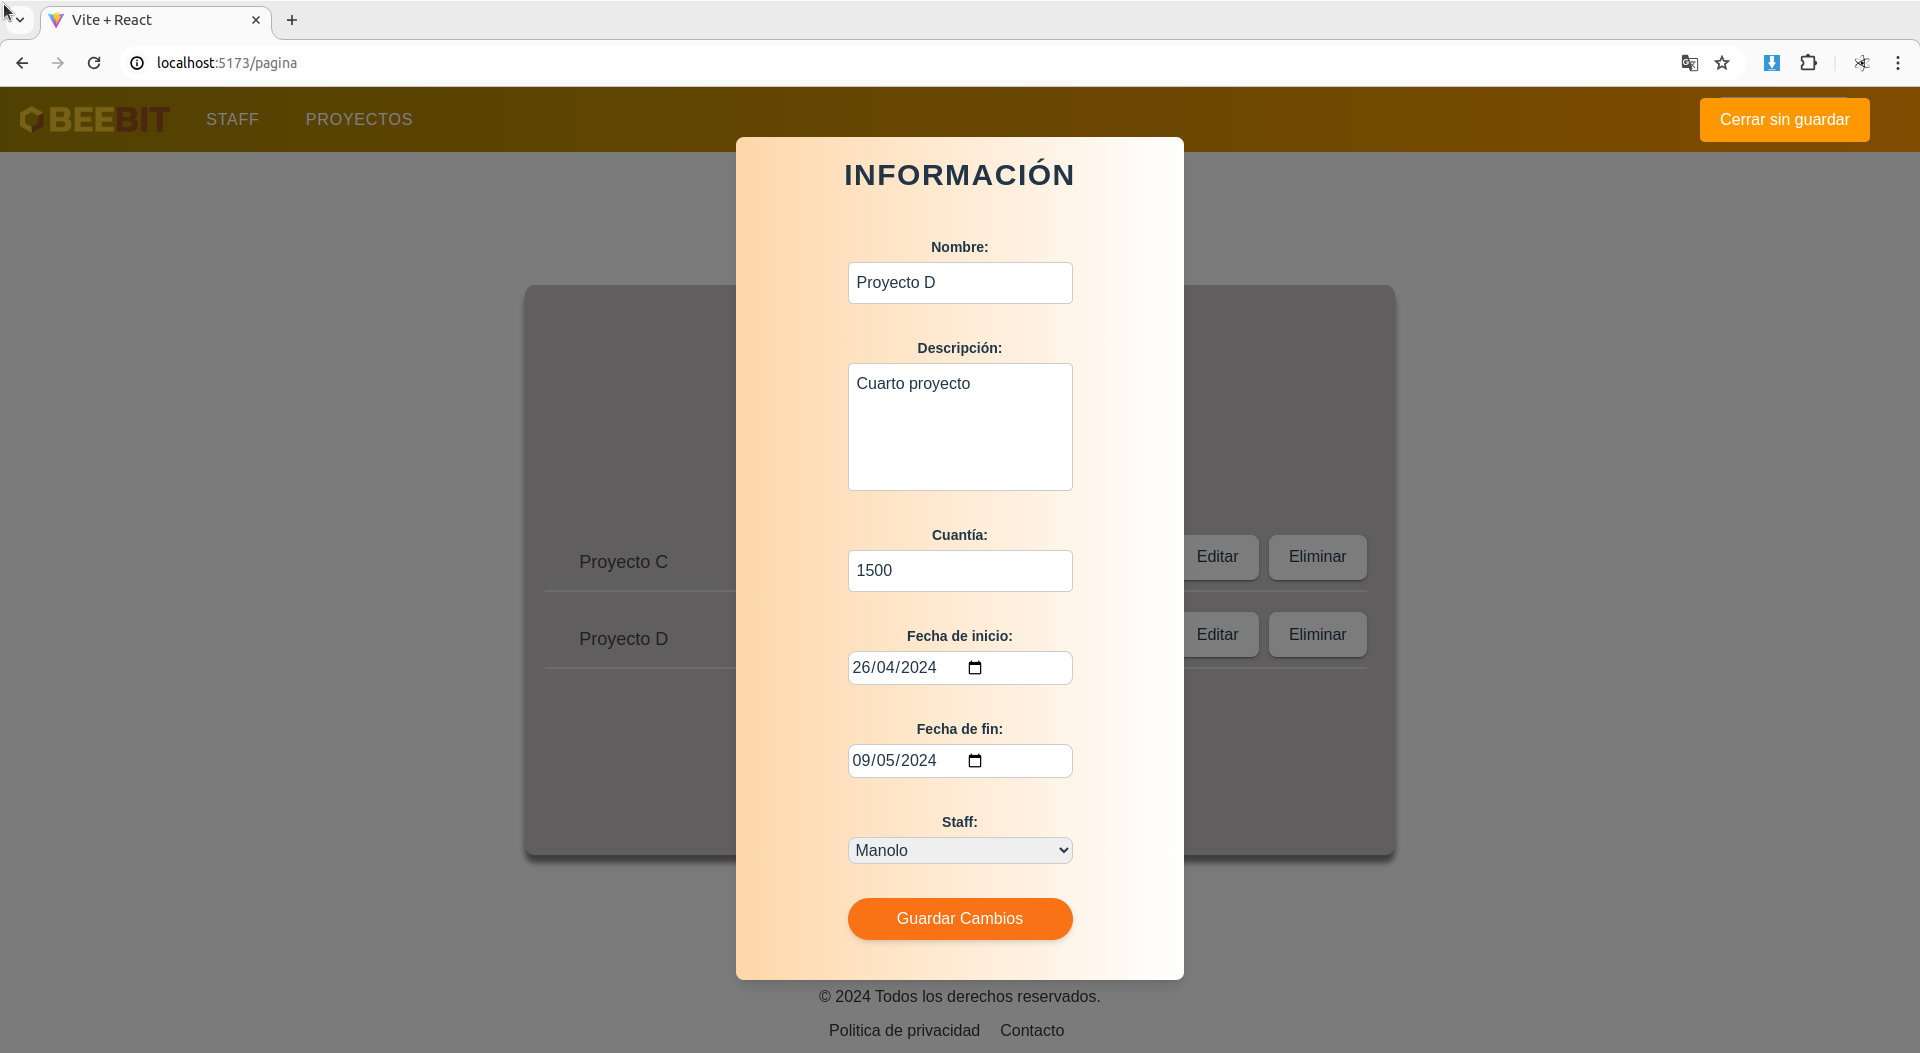 Vite + React
localhost:5173/pagina
BEEBIT STAFF PROYECTOS Cerrar sin guardar
INFORMACIÓN
Nombre:
Proyecto D
Descripción:
Cuarto proyecto
Cuantía:
1500
Proyecto C Editar Eliminar
Fecha de inicio:
Proyecto D Editar Eliminar
26/04/2024
Fecha de fin:
09/05/2024
Staff:
Manolo
Guardar Cambios
© 2024 Todos los derechos reservados.
Politica de privacidad Contacto